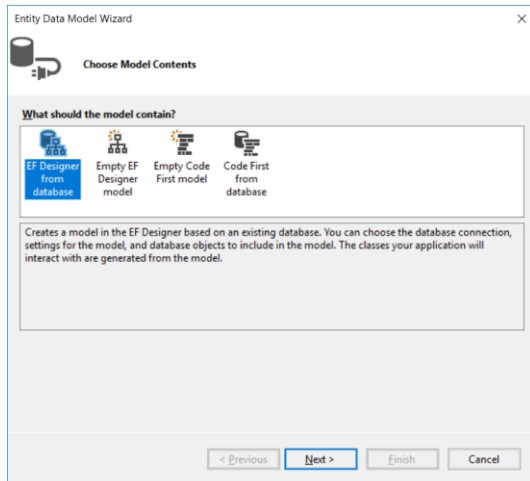 Entity Data Model Wizard
Choose Model Contents
What should the model contain?
EF Designer
from
database
Empty EF
Designer
model
Empty Code
First model
Code First
from
database
Creates a model in the EF Designer based on an existing database. You can choose the database connection,
settings for the model, and database objects to include in the model. The classes your application will
interact with are generated from the model.
< Previous
Next >
Finish
Cancel